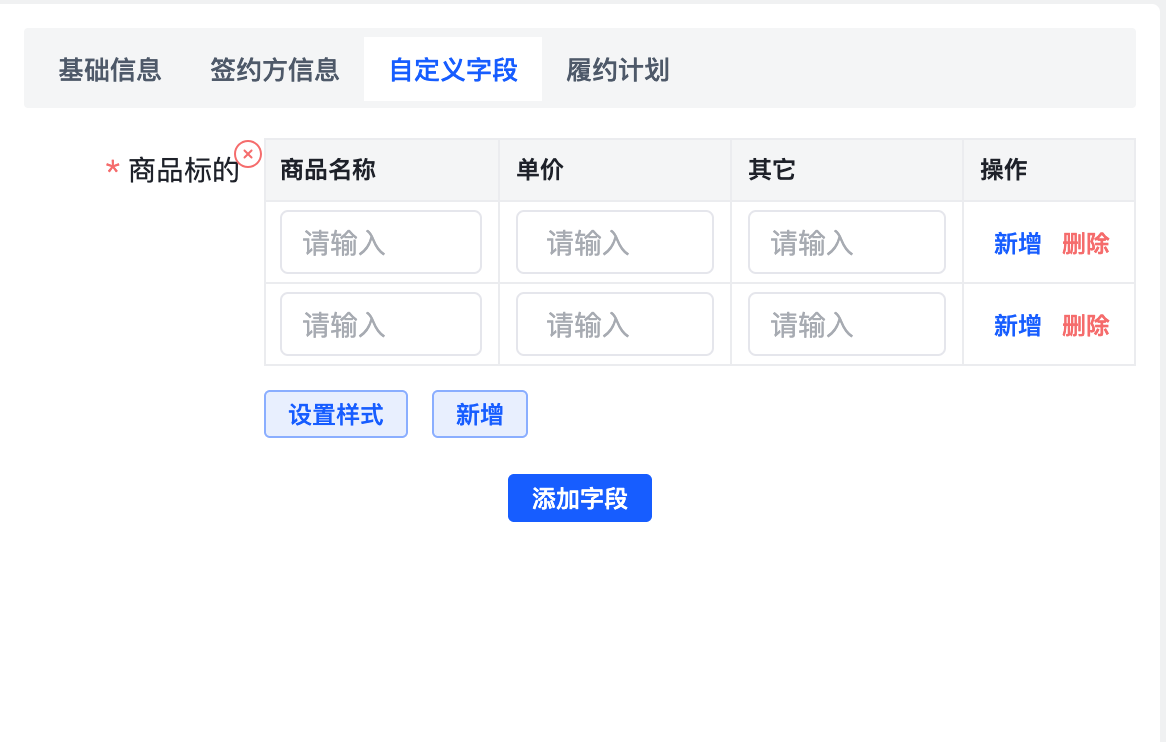 基础信息 签约方信息 自定义字段 履约计划
* 商品标的 商品名称 单价 其它 操作
请输入 请输入 请输入 新增 删除
请输入 请输入 请输入 新增 删除
设置样式 新增
添加字段